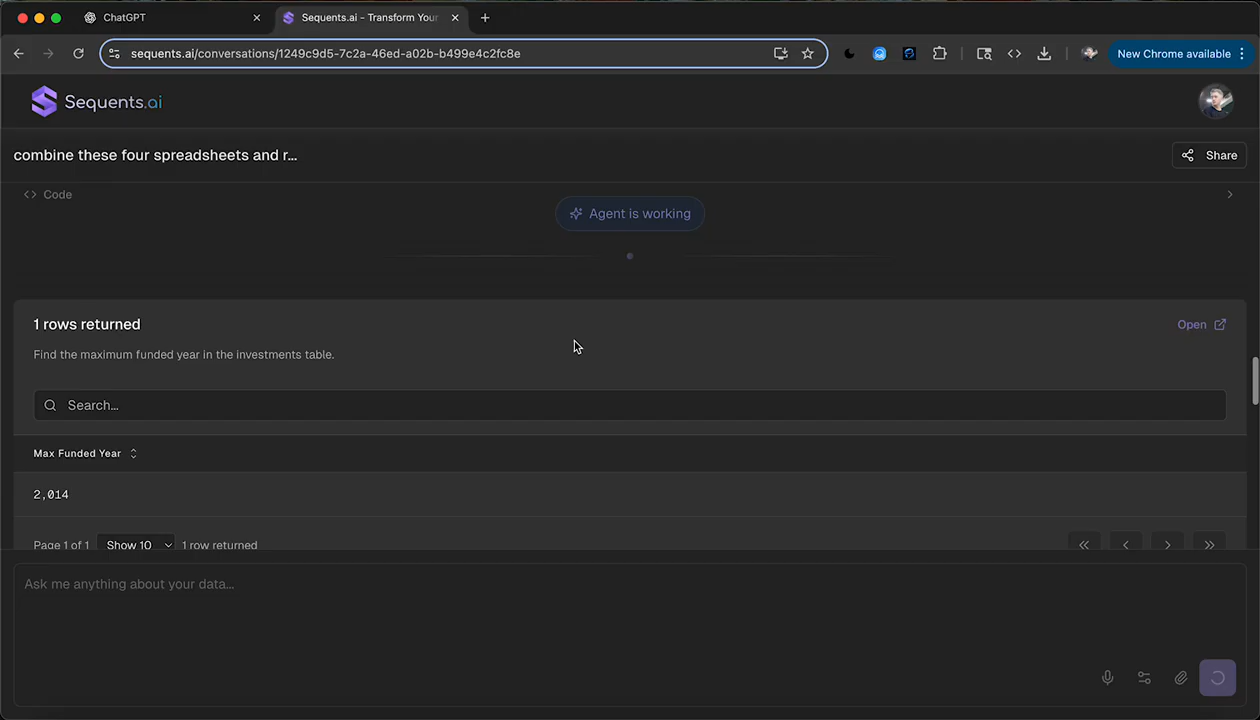 ChatGPT
Sequents.ai - Transform Your
New Chrome available
sequents.ai/conversations/1249c9d5-7c2a-46ed-a02b-b499e4c2fc8e
Sequents.ai
combine these four spreadsheets and r...
Share
Code
Agent is working
1 rows returned
Open
Find the maximum funded year in the investments table.
Search...
Max Funded Year
2,014
Page 1 of 1
Show 10
1 row returned
Ask me anything about your data...